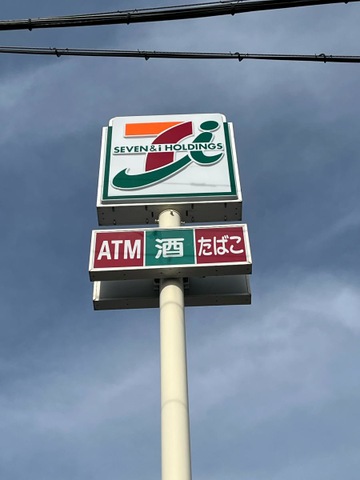 SEVEN & i HOLDINGS
ATM 酒 たばこ